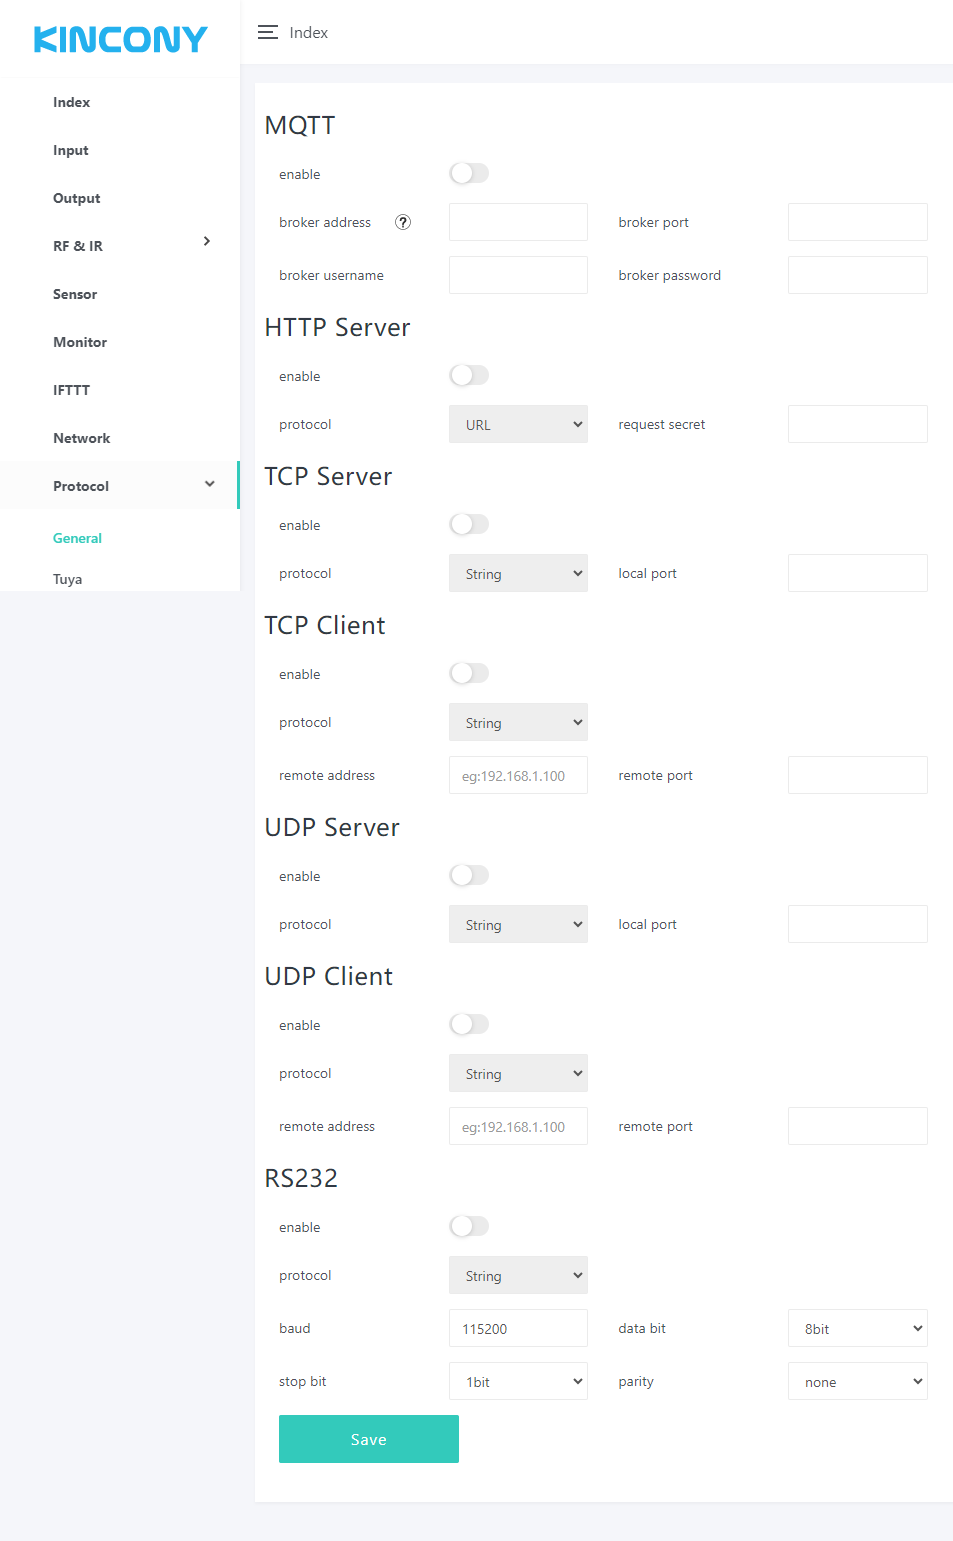 KINCONY
Index
Input
Output
RF & IR
Sensor
Monitor
IFTTT
Network
Protocol
General
Tuya
Index
MQTT
enable
broker address ? broker port
broker username broker password
HTTP Server
enable
protocol URL request secret
TCP Server
enable
protocol String local port
TCP Client
enable
protocol String
remote address eg:192.168.1.100 remote port
UDP Server
enable
protocol String local port
UDP Client
enable
protocol String
remote address eg:192.168.1.100 remote port
RS232
enable
protocol String
baud 115200 data bit 8bit
stop bit 1bit parity none
Save